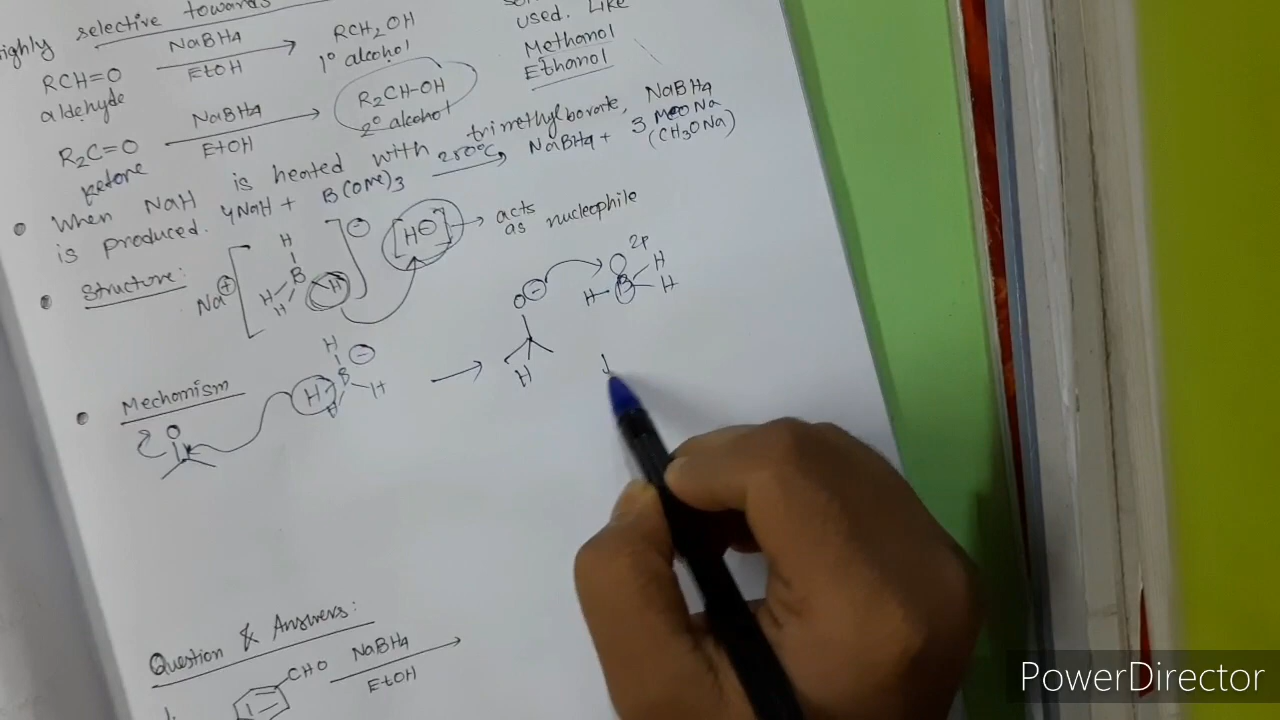 highly selective towards
RCH=O NaBH4 EtOH RCH2OH
aldehyde 1° alcohol
used. Like
Methanol
Ethanol
R2C=O NaBH4 EtOH R2CH-OH
ketone 2° alcohol
• When NaH is heated with trimethylborate, NaBH4
is produced. 4NaH + B(OMe)3 250°C NaBH4 + 3 MeONa
(CH3ONa)
• Structure: Na⊕ [ H B H H H ]⊖ [H⊖] → acts
as nucleophile
• Mechanism
O H B H H H ⊖ → O⊖ H 2p H B H H
Question & Answers:
1. CHO NaBH4 EtOH
PowerDirector